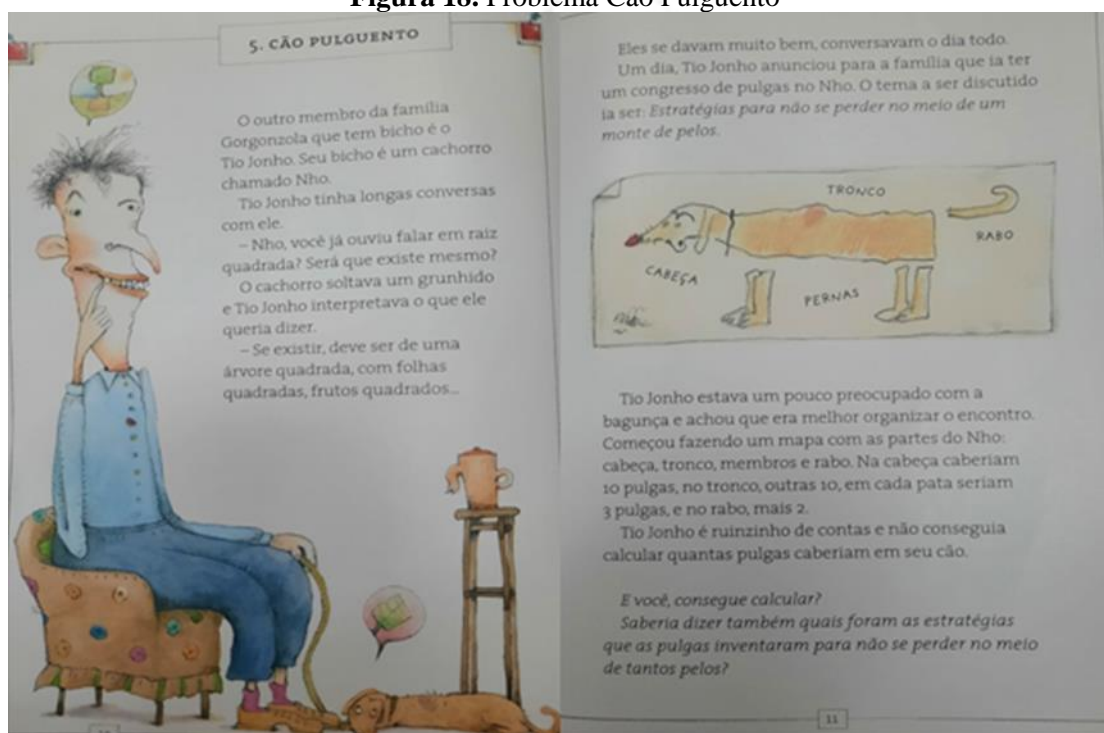 Figura 18. Problema Cão Pulguento
5. CÃO PULGUENTO
O outro membro da família
Gorgonzola que tem bicho é o
Tio Jonho. Seu bicho é um cachorro
chamado Nho.
Tio Jonho tinha longas conversas
com ele.
– Nho, você já ouviu falar em raiz
quadrada? Será que existe mesmo?
O cachorro soltava um grunhido
e Tio Jonho interpretava o que ele
queria dizer.
– Se existir, deve ser de uma
árvore quadrada, com folhas
quadradas, frutos quadrados...
Eles se davam muito bem, conversavam o dia todo.
Um dia, Tio Jonho anunciou para a família que ia ter
um congresso de pulgas no Nho. O tema a ser discutido
ia ser: Estratégias para não se perder no meio de um
monte de pelos.
TRONCO
RABO
CABEÇA
PERNAS
Tio Jonho estava um pouco preocupado com a
bagunça e achou que era melhor organizar o encontro.
Começou fazendo um mapa com as partes do Nho:
cabeça, tronco, membros e rabo. Na cabeça caberiam
10 pulgas, no tronco, outras 10, em cada pata seriam
3 pulgas, e no rabo, mais 2.
Tio Jonho é ruinzinho de contas e não conseguia
calcular quantas pulgas caberiam em seu cão.
E você, consegue calcular?
Saberia dizer também quais foram as estratégias
que as pulgas inventaram para não se perder no meio
de tantos pelos?
11